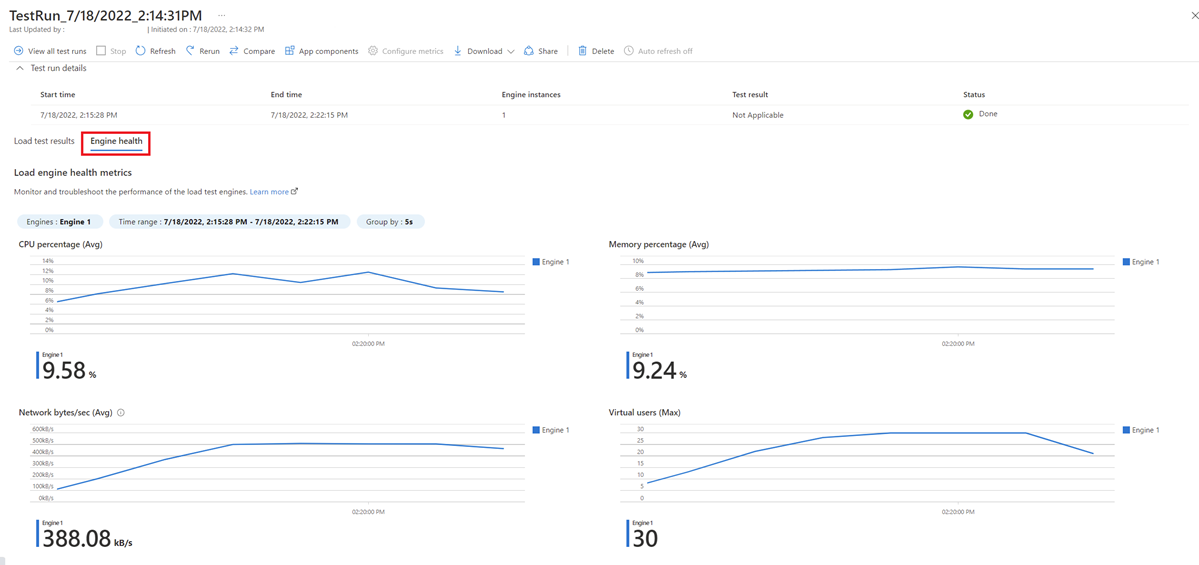 TestRun_7/18/2022_2:14:31PM ...
Last Updated by : | Initiated on : 7/18/2022, 2:14:32 PM
View all test runs Stop Refresh Rerun Compare App components Configure metrics Download Share Delete Auto refresh off
Test run details
Start time End time Engine instances Test result Status
7/18/2022, 2:15:28 PM 7/18/2022, 2:22:15 PM 1 Not Applicable Done
Load test results Engine health
Load engine health metrics
Monitor and troubleshoot the performance of the load test engines. Learn more
Engines : Engine 1 Time range : 7/18/2022, 2:15:28 PM - 7/18/2022, 2:22:15 PM Group by : 5s
CPU percentage (Avg)
14%
12%
10%
8%
6%
4%
2%
0%
02:20:00 PM
Engine 1
Engine 1
9.58 %
Memory percentage (Avg)
10%
8%
6%
4%
2%
0%
02:20:00 PM
Engine 1
Engine 1
9.24 %
Network bytes/sec (Avg)
600kB/s
500kB/s
400kB/s
300kB/s
200kB/s
100kB/s
0kB/s
02:20:00 PM
Engine 1
Engine 1
388.08 kB/s
Virtual users (Max)
30
25
20
15
10
5
0
02:20:00 PM
Engine 1
Engine 1
30